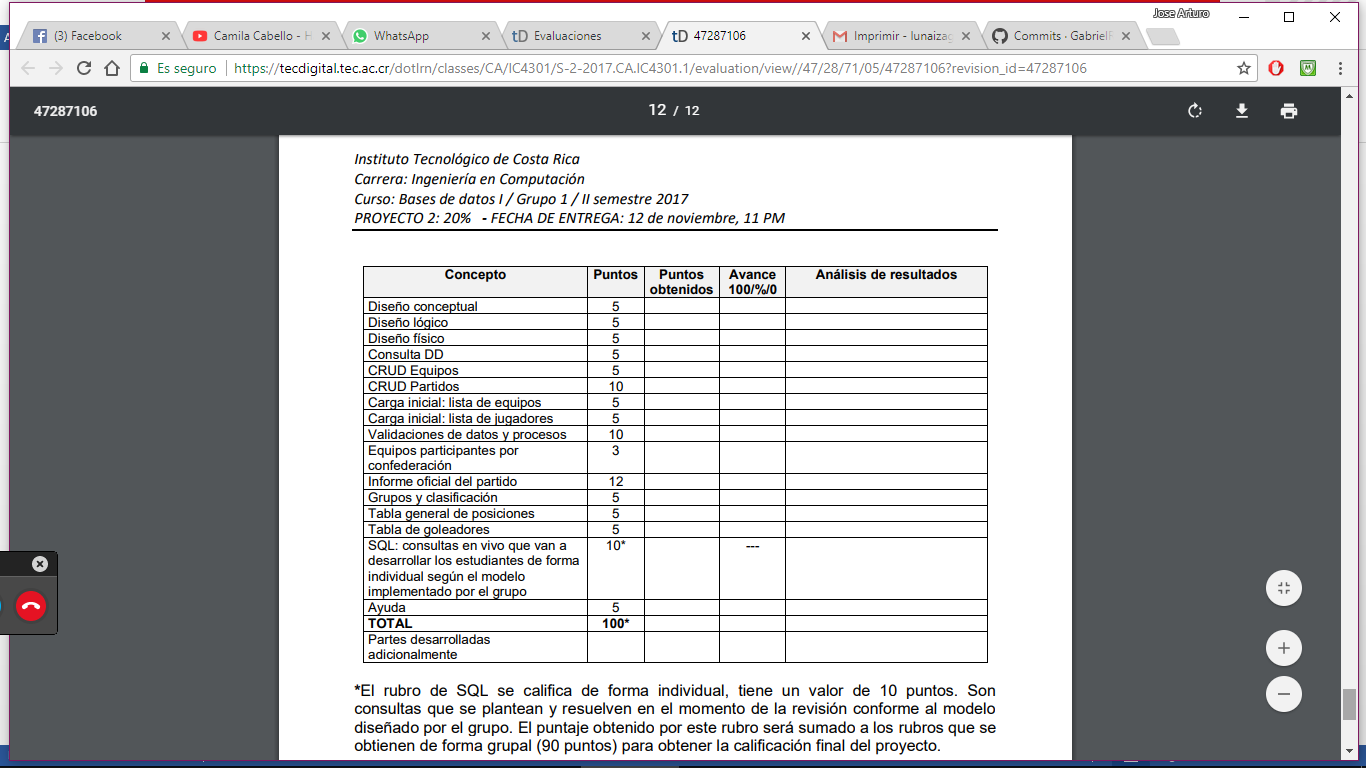 Jose Arturo
(3) Facebook
Camila Cabello - H
WhatsApp
tD Evaluaciones
tD 47287106
Imprimir - lunaizag
Commits · GabrielF
Es seguro https://tecdigital.tec.ac.cr/dotlrn/classes/CA/IC4301/S-2-2017.CA.IC4301.1/evaluation/view//47/28/71/05/47287106?revision_id=47287106
47287106
12 / 12
Instituto Tecnológico de Costa Rica
Carrera: Ingeniería en Computación
Curso: Bases de datos I / Grupo 1 / II semestre 2017
PROYECTO 2: 20% - FECHA DE ENTREGA: 12 de noviembre, 11 PM
Concepto Puntos Puntos Avance Análisis de resultados
obtenidos 100/%/0
Diseño conceptual 5
Diseño lógico 5
Diseño físico 5
Consulta DD 5
CRUD Equipos 5
CRUD Partidos 10
Carga inicial: lista de equipos 5
Carga inicial: lista de jugadores 5
Validaciones de datos y procesos 10
Equipos participantes por 3
confederación
Informe oficial del partido 12
Grupos y clasificación 5
Tabla general de posiciones 5
Tabla de goleadores 5
SQL: consultas en vivo que van a 10* ---
desarrollar los estudiantes de forma
individual según el modelo
implementado por el grupo
Ayuda 5
TOTAL 100*
Partes desarrolladas
adicionalmente
*El rubro de SQL se califica de forma individual, tiene un valor de 10 puntos. Son
consultas que se plantean y resuelven en el momento de la revisión conforme al modelo
diseñado por el grupo. El puntaje obtenido por este rubro será sumado a los rubros que se
obtienen de forma grupal (90 puntos) para obtener la calificación final del proyecto.